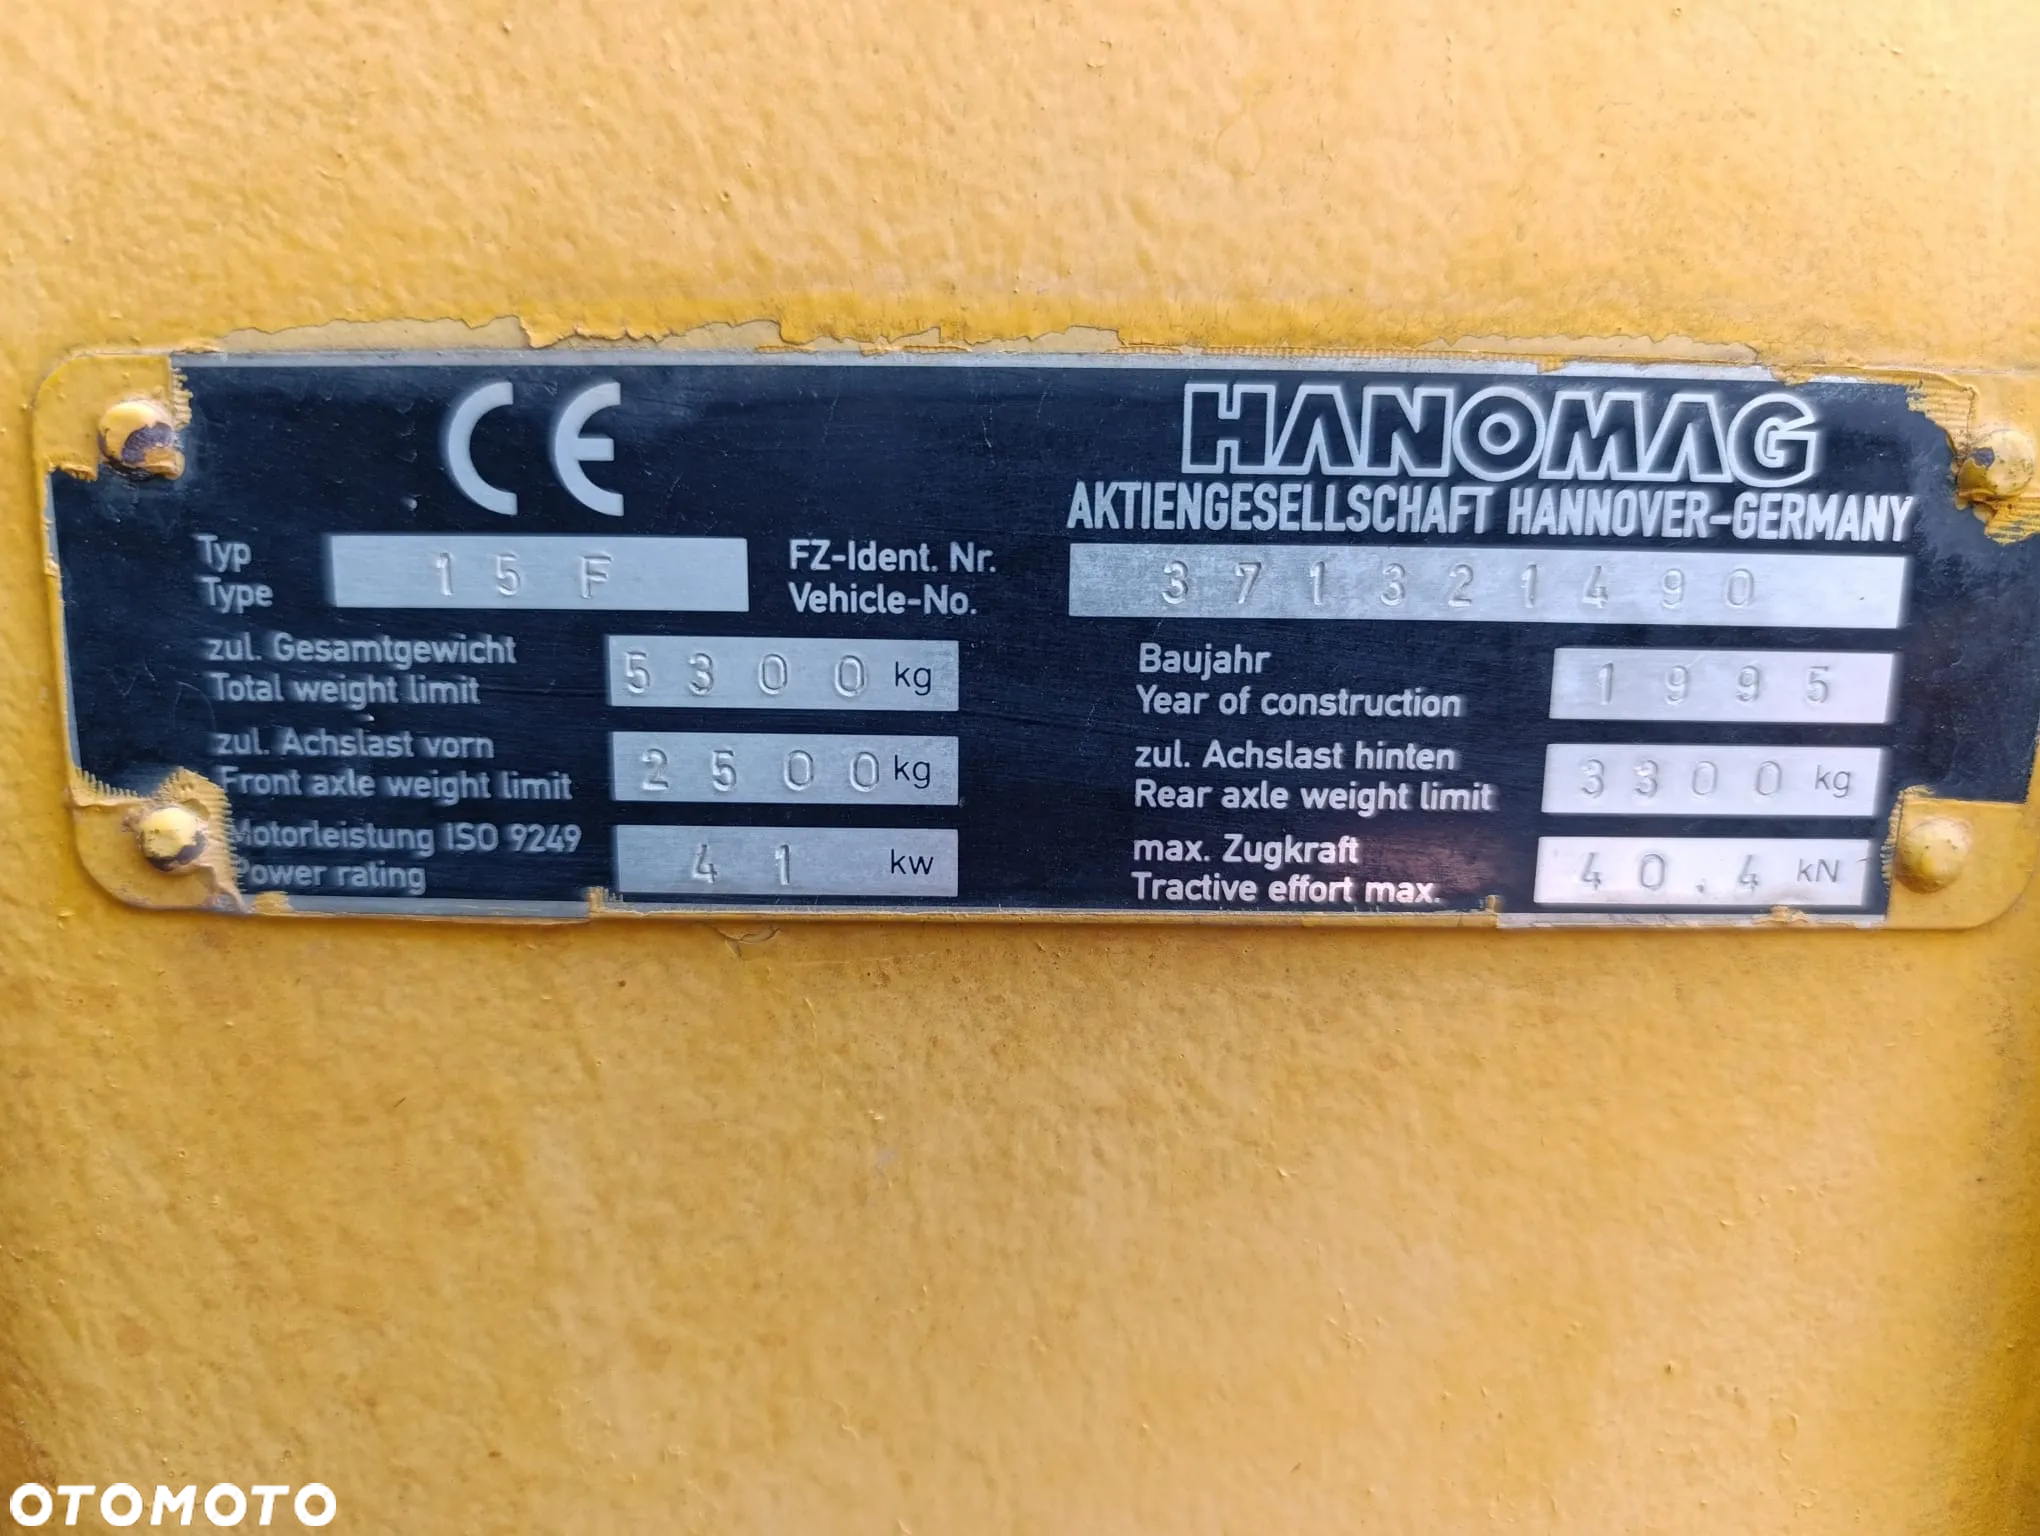 CE
HANOMAG
AKTIENGESELLSCHAFT HANNOVER-GERMANY
Typ
Type
15F
FZ-Ident. Nr.
Vehicle-No.
371321490
zul. Gesamtgewicht
Total weight limit
5300 kg
Baujahr
Year of construction
1995
zul. Achslast vorn
Front axle weight limit
2500 kg
zul. Achslast hinten
Rear axle weight limit
3300 kg
Motorleistung ISO 9249
Power rating
41 kw
max. Zugkraft
Tractive effort max.
40.4 kN
OTOMOTO